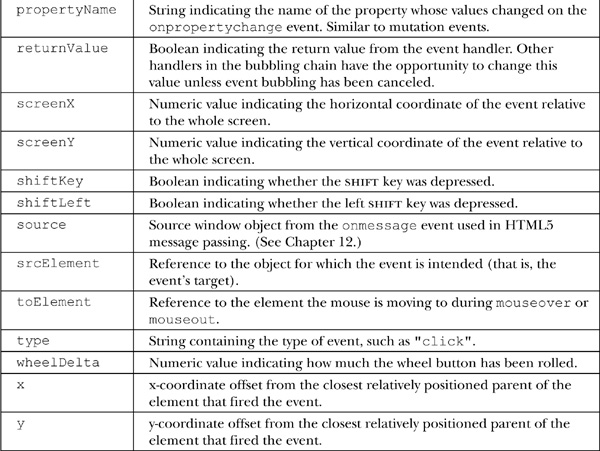 propertyName String indicating the name of the property whose values changed on the
onpropertychange event. Similar to mutation events.
returnValue Boolean indicating the return value from the event handler. Other
handlers in the bubbling chain have the opportunity to change this
value unless event bubbling has been canceled.
screenX Numeric value indicating the horizontal coordinate of the event relative
to the whole screen.
screenY Numeric value indicating the vertical coordinate of the event relative to
the whole screen.
shiftKey Boolean indicating whether the SHIFT key was depressed.
shiftLeft Boolean indicating whether the left SHIFT key was depressed.
source Source window object from the onmessage event used in HTML5
message passing. (See Chapter 12.)
srcElement Reference to the object for which the event is intended (that is, the
event's target).
toElement Reference to the element the mouse is moving to during mouseover or
mouseout.
type String containing the type of event, such as "click".
wheelDelta Numeric value indicating how much the wheel button has been rolled.
x x-coordinate offset from the closest relatively positioned parent of the
element that fired the event.
y y-coordinate offset from the closest relatively positioned parent of the
element that fired the event.